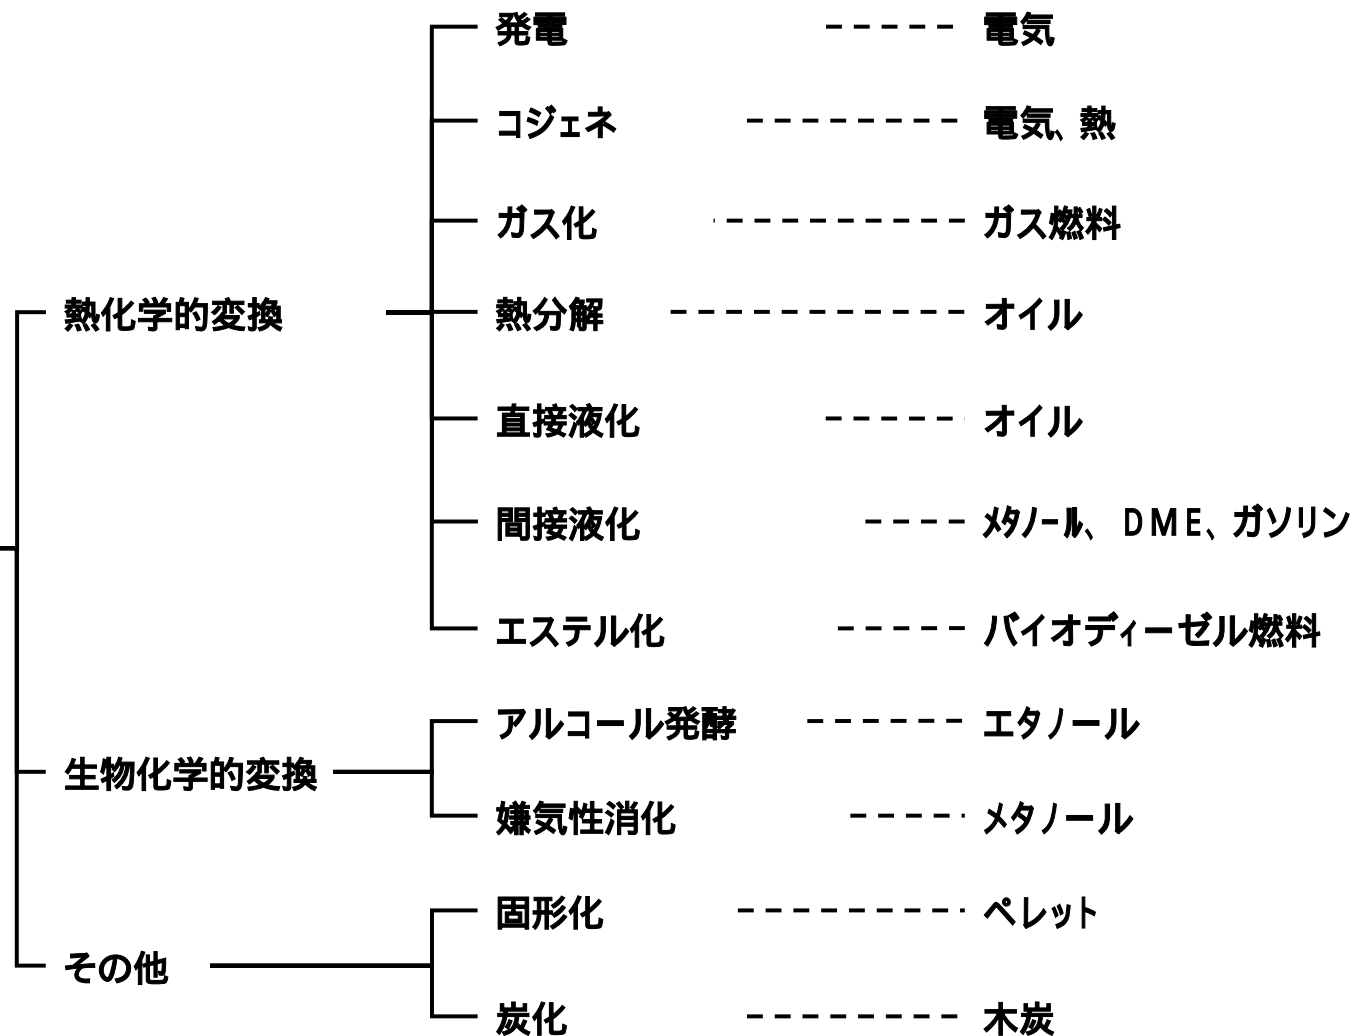 発電 電気
コジェネ 電気、熱
ガス化 ガス燃料
熱化学的変換 熱分解 オイル
直接液化 オイル
間接液化 メタノール、DME、ガソリン
エステル化 バイオディーゼル燃料
アルコール発酵 エタノール
生物化学的変換
嫌気性消化 メタノール
固形化 ペレット
その他
炭化 木炭